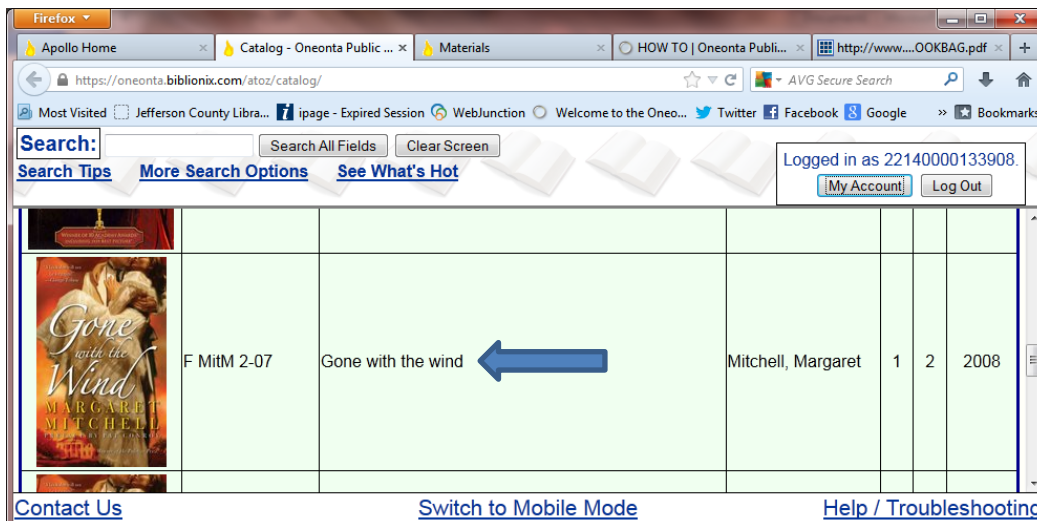 Firefox
Apollo Home
Catalog - Oneonta Public ...
Materials
HOW TO | Oneonta Publi...
http://www....OOKBAG.pdf
https://oneonta.biblionix.com/atoz/catalog/
AVG Secure Search
Most Visited Jefferson County Libra... ipage - Expired Session WebJunction Welcome to the Oneo... Twitter Facebook Google » Bookmarks
Search: Search All Fields Clear Screen
Search Tips More Search Options See What's Hot
Logged in as 22140000133908.
My Account Log Out
Gone
with the
Wind
MARGARET
MITCHELL
F MitM 2-07 Gone with the wind Mitchell, Margaret 1 2 2008
Contact Us Switch to Mobile Mode Help / Troubleshooting